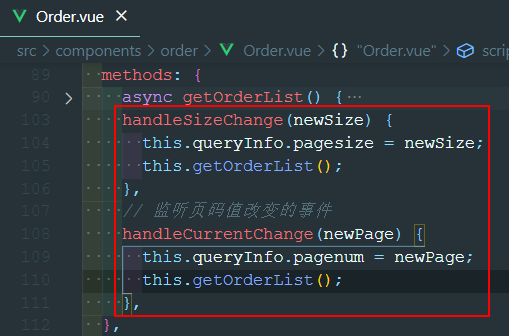 Order.vue
src > components > order > Order.vue > {} "Order.vue" > scrip
89 methods: {
90 async getOrderList() { ···
103 handleSizeChange(newSize) {
104 this.queryInfo.pagesize = newSize;
105 this.getOrderList();
106 },
107 // 监听页码值改变的事件
108 handleCurrentChange(newPage) {
109 this.queryInfo.pagenum = newPage;
110 this.getOrderList();
111 },
112 },